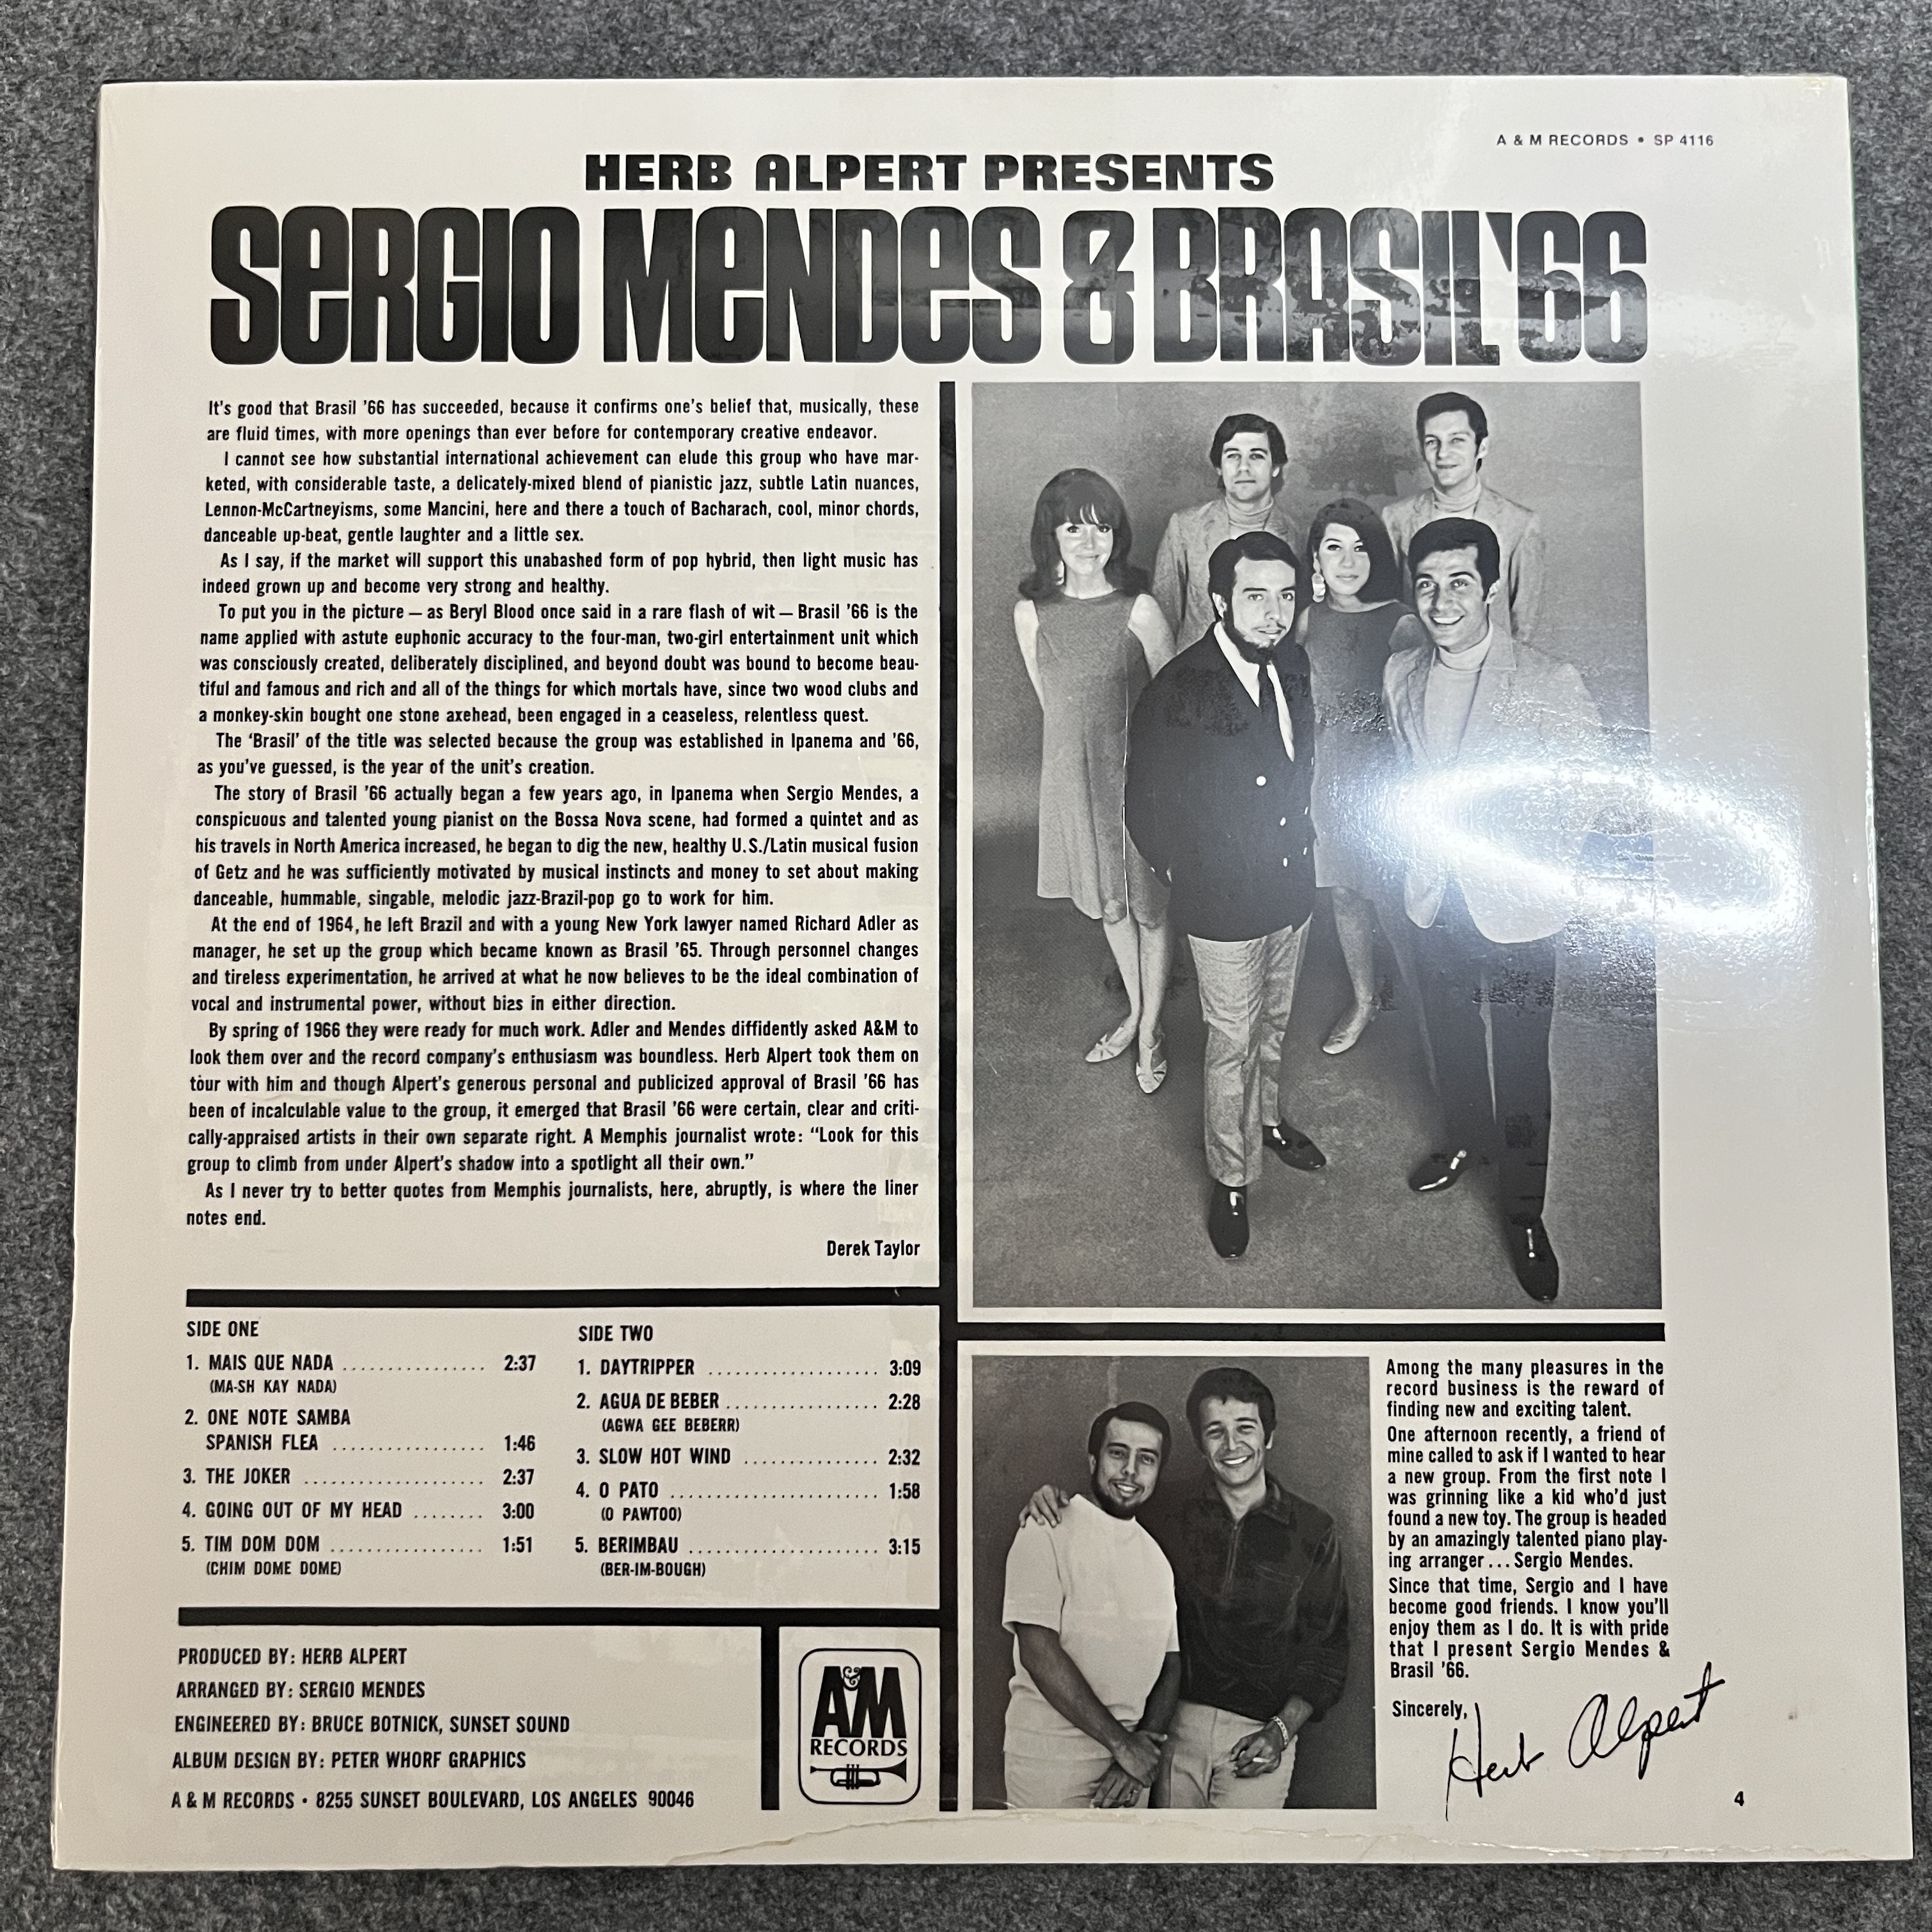 A & M RECORDS • SP 4116
HERB ALPERT PRESENTS
SERGIO MENDES & BRASIL '66
It's good that Brasil '66 has succeeded, because it confirms one's belief that, musically, these
are fluid times, with more openings than ever before for contemporary creative endeavor.
I cannot see how substantial international achievement can elude this group who have mar-
keted, with considerable taste, a delicately-mixed blend of pianistic jazz, subtle Latin nuances,
Lennon-McCartneyisms, some Mancini, here and there a touch of Bacharach, cool, minor chords,
danceable up-beat, gentle laughter and a little sex.
As I say, if the market will support this unabashed form of pop hybrid, then light music has
indeed grown up and become very strong and healthy.
To put you in the picture — as Beryl Blood once said in a rare flash of wit — Brasil '66 is the
name applied with astute euphonic accuracy to the four-man, two-girl entertainment unit which
was consciously created, deliberately disciplined, and beyond doubt was bound to become beau-
tiful and famous and rich and all of the things for which mortals have, since two wood clubs and
a monkey-skin bought one stone axehead, been engaged in a ceaseless, relentless quest.
The 'Brasil' of the title was selected because the group was established in Ipanema and '66,
as you've guessed, is the year of the unit's creation.
The story of Brasil '66 actually began a few years ago, in Ipanema when Sergio Mendes, a
conspicuous and talented young pianist on the Bossa Nova scene, had formed a quintet and as
his travels in North America increased, he began to dig the new, healthy U.S./Latin musical fusion
of Getz and he was sufficiently motivated by musical instincts and money to set about making
danceable, hummable, singable, melodic jazz-Brazil-pop go to work for him.
At the end of 1964, he left Brazil and with a young New York lawyer named Richard Adler as
manager, he set up the group which became known as Brasil '65. Through personnel changes
and tireless experimentation, he arrived at what he now believes to be the ideal combination of
vocal and instrumental power, without bias in either direction.
By spring of 1966 they were ready for much work. Adler and Mendes diffidently asked A&M to
look them over and the record company's enthusiasm was boundless. Herb Alpert took them on
tour with him and though Alpert's generous personal and publicized approval of Brasil '66 has
been of incalculable value to the group, it emerged that Brasil '66 were certain, clear and criti-
cally-appraised artists in their own separate right. A Memphis journalist wrote: "Look for this
group to climb from under Alpert's shadow into a spotlight all their own."
As I never try to better quotes from Memphis journalists, here, abruptly, is where the liner
notes end.
Derek Taylor
SIDE ONE
1. MAIS QUE NADA ................ 2:37
(MA-SH KAY NADA)
2. ONE NOTE SAMBA
SPANISH FLEA ................. 1:46
3. THE JOKER .................... 2:37
4. GOING OUT OF MY HEAD ........ 3:00
5. TIM DOM DOM ................. 1:51
(CHIM DOME DOME)
SIDE TWO
1. DAYTRIPPER ................... 3:09
2. AGUA DE BEBER ................. 2:28
(AGWA GEE BEBERR)
3. SLOW HOT WIND ............... 2:32
4. O PATO ....................... 1:58
(O PAWTOO)
5. BERIMBAU ..................... 3:15
(BER-IM-BOUGH)
PRODUCED BY: HERB ALPERT
ARRANGED BY: SERGIO MENDES
ENGINEERED BY: BRUCE BOTNICK, SUNSET SOUND
ALBUM DESIGN BY: PETER WHORF GRAPHICS
A & M RECORDS • 8255 SUNSET BOULEVARD, LOS ANGELES 90046
A&M
RECORDS
Among the many pleasures in the
record business is the reward of
finding new and exciting talent.
One afternoon recently, a friend of
mine called to ask if I wanted to hear
a new group. From the first note I
was grinning like a kid who'd just
found a new toy. The group is headed
by an amazingly talented piano play-
ing arranger ... Sergio Mendes.
Since that time, Sergio and I have
become good friends. I know you'll
enjoy them as I do. It is with pride
that I present Sergio Mendes &
Brasil '66.
Sincerely,
Herb Alpert
4